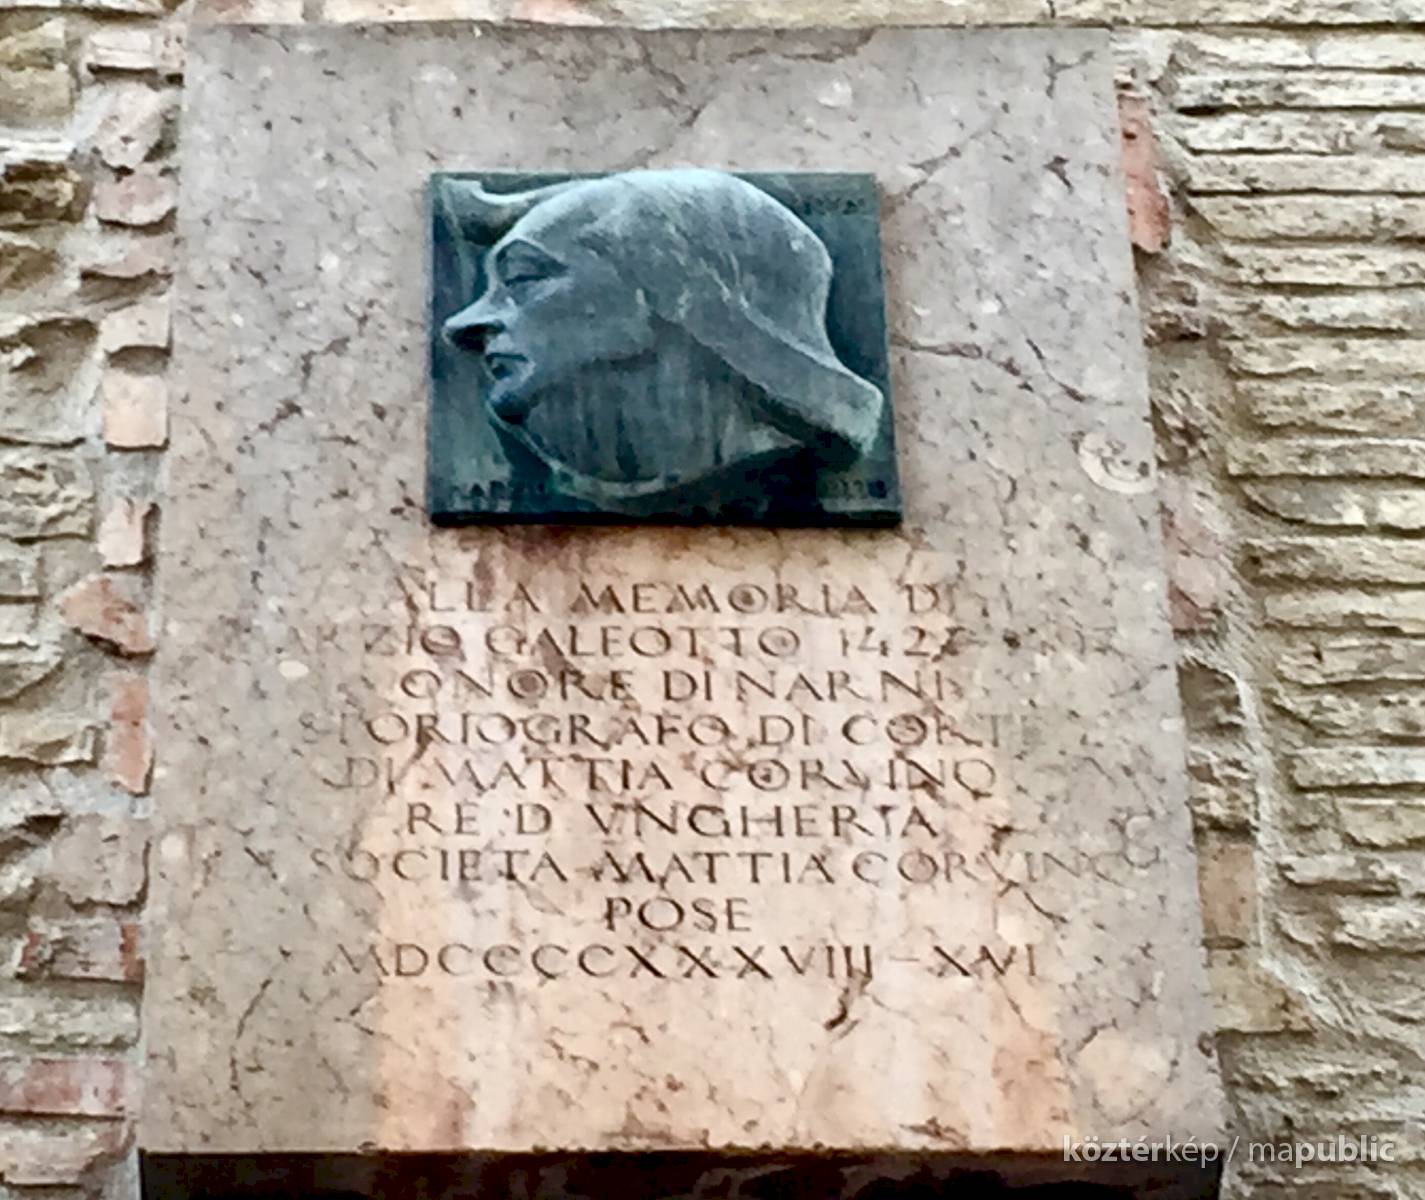 ALLA MEMORIA DI
GALEOTTO
ONORE DI NARNI
STORIOGRAFO DI CORTE
DI MATTIA CORVINO
RE D VNGHERIA
SOCIETA MATTIA CORVINO
POSE
MDCCCCXXXVIII-XVI
köztérkép / mapublic